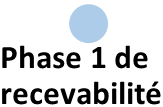 Phase 1 de
recevabilité